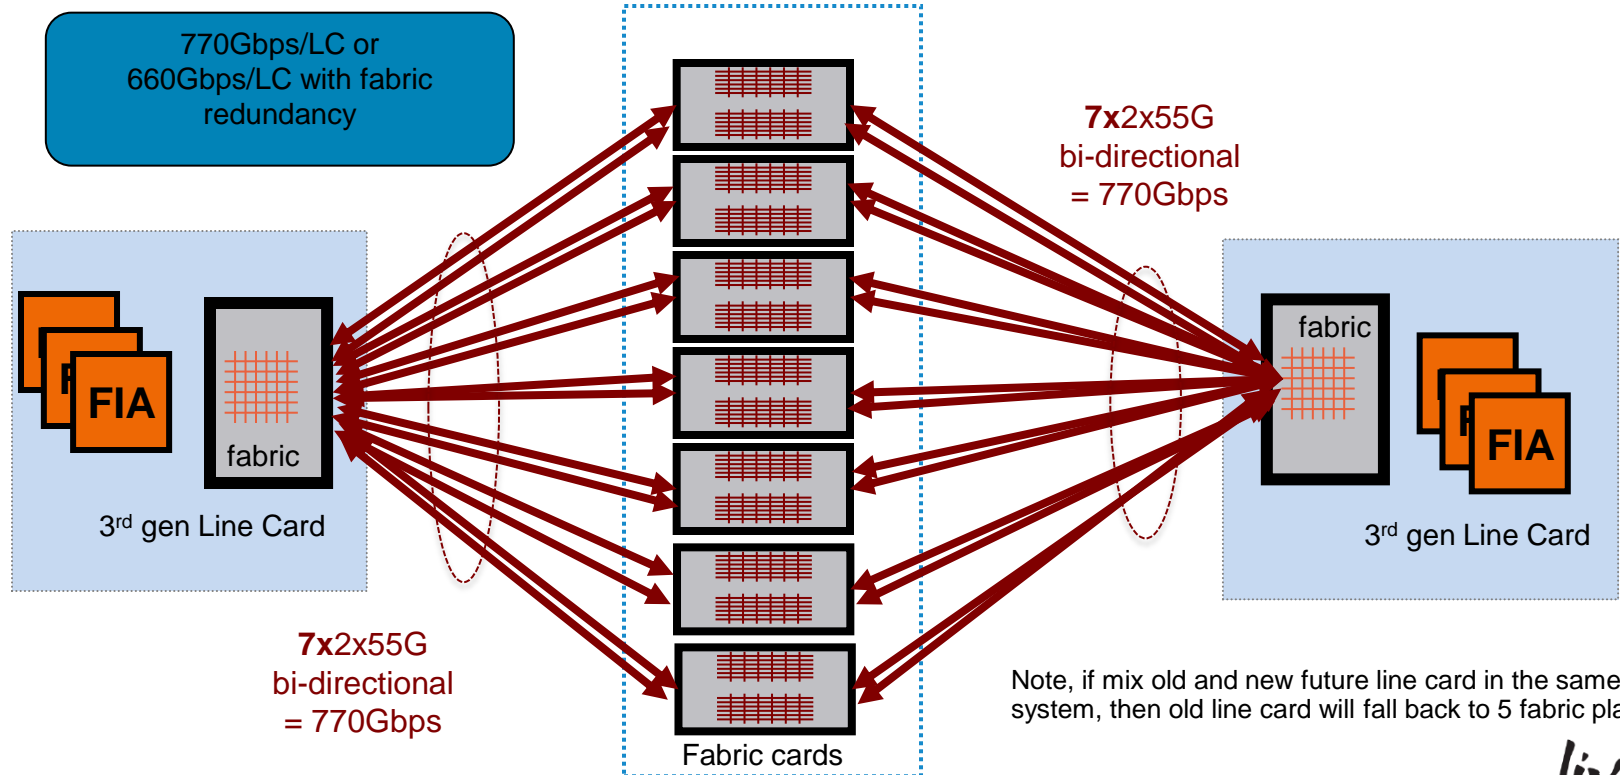 770Gbps/LC or
660Gbps/LC with fabric
redundancy
7x2x55G
bi-directional
= 770Gbps
FIA
fabric
3rd gen Line Card
fabric
FIA
3rd gen Line Card
7x2x55G
bi-directional
= 770Gbps
Fabric cards
Note, if mix old and new future line card in the same
system, then old line card will fall back to 5 fabric